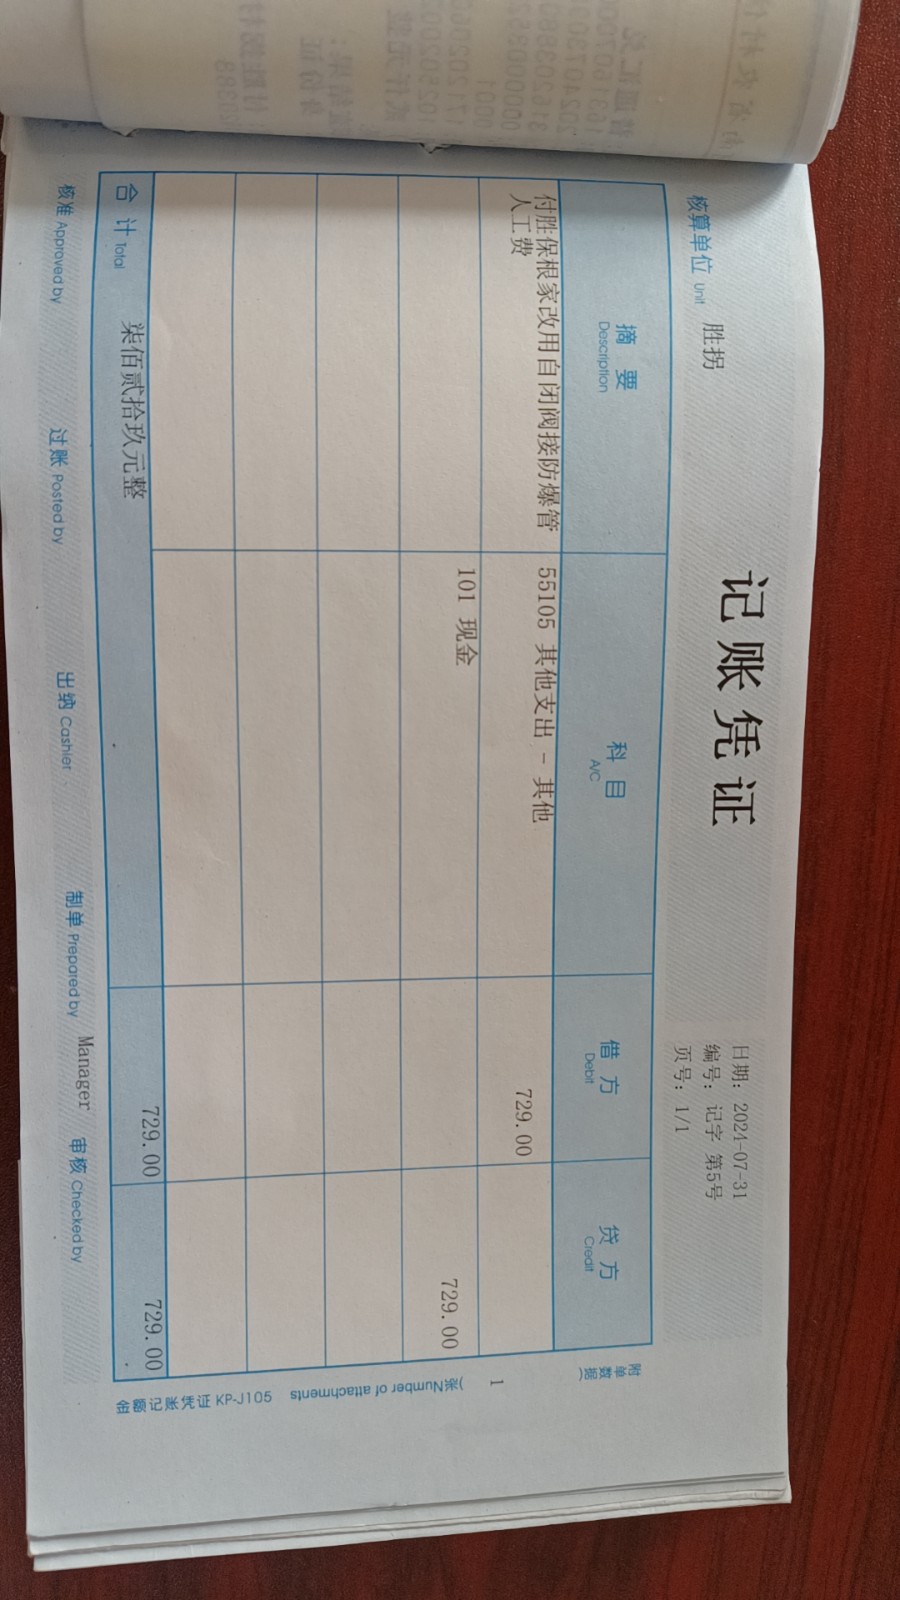 记账凭证
日期: 2024-07-31
编号: 记字 第5号
页号: 1/1
核算单位 Unit 胜拐
摘 要 Description 科 目 A/C 借 方 Debit 贷 方 Credit
付胜保根家改用自闭阀接防爆管 55105 其他支出 - 其他 729.00
人工费
101 现金 729.00
合 计 Total 柒佰贰拾玖元整 729.00 729.00
核准 Approved by 过账 Posted by 出纳 Cashier 制单 Prepared by Manager 审核 Checked by
附单数据(
1
)张Number of attachments
金额记账凭证 KP-J105